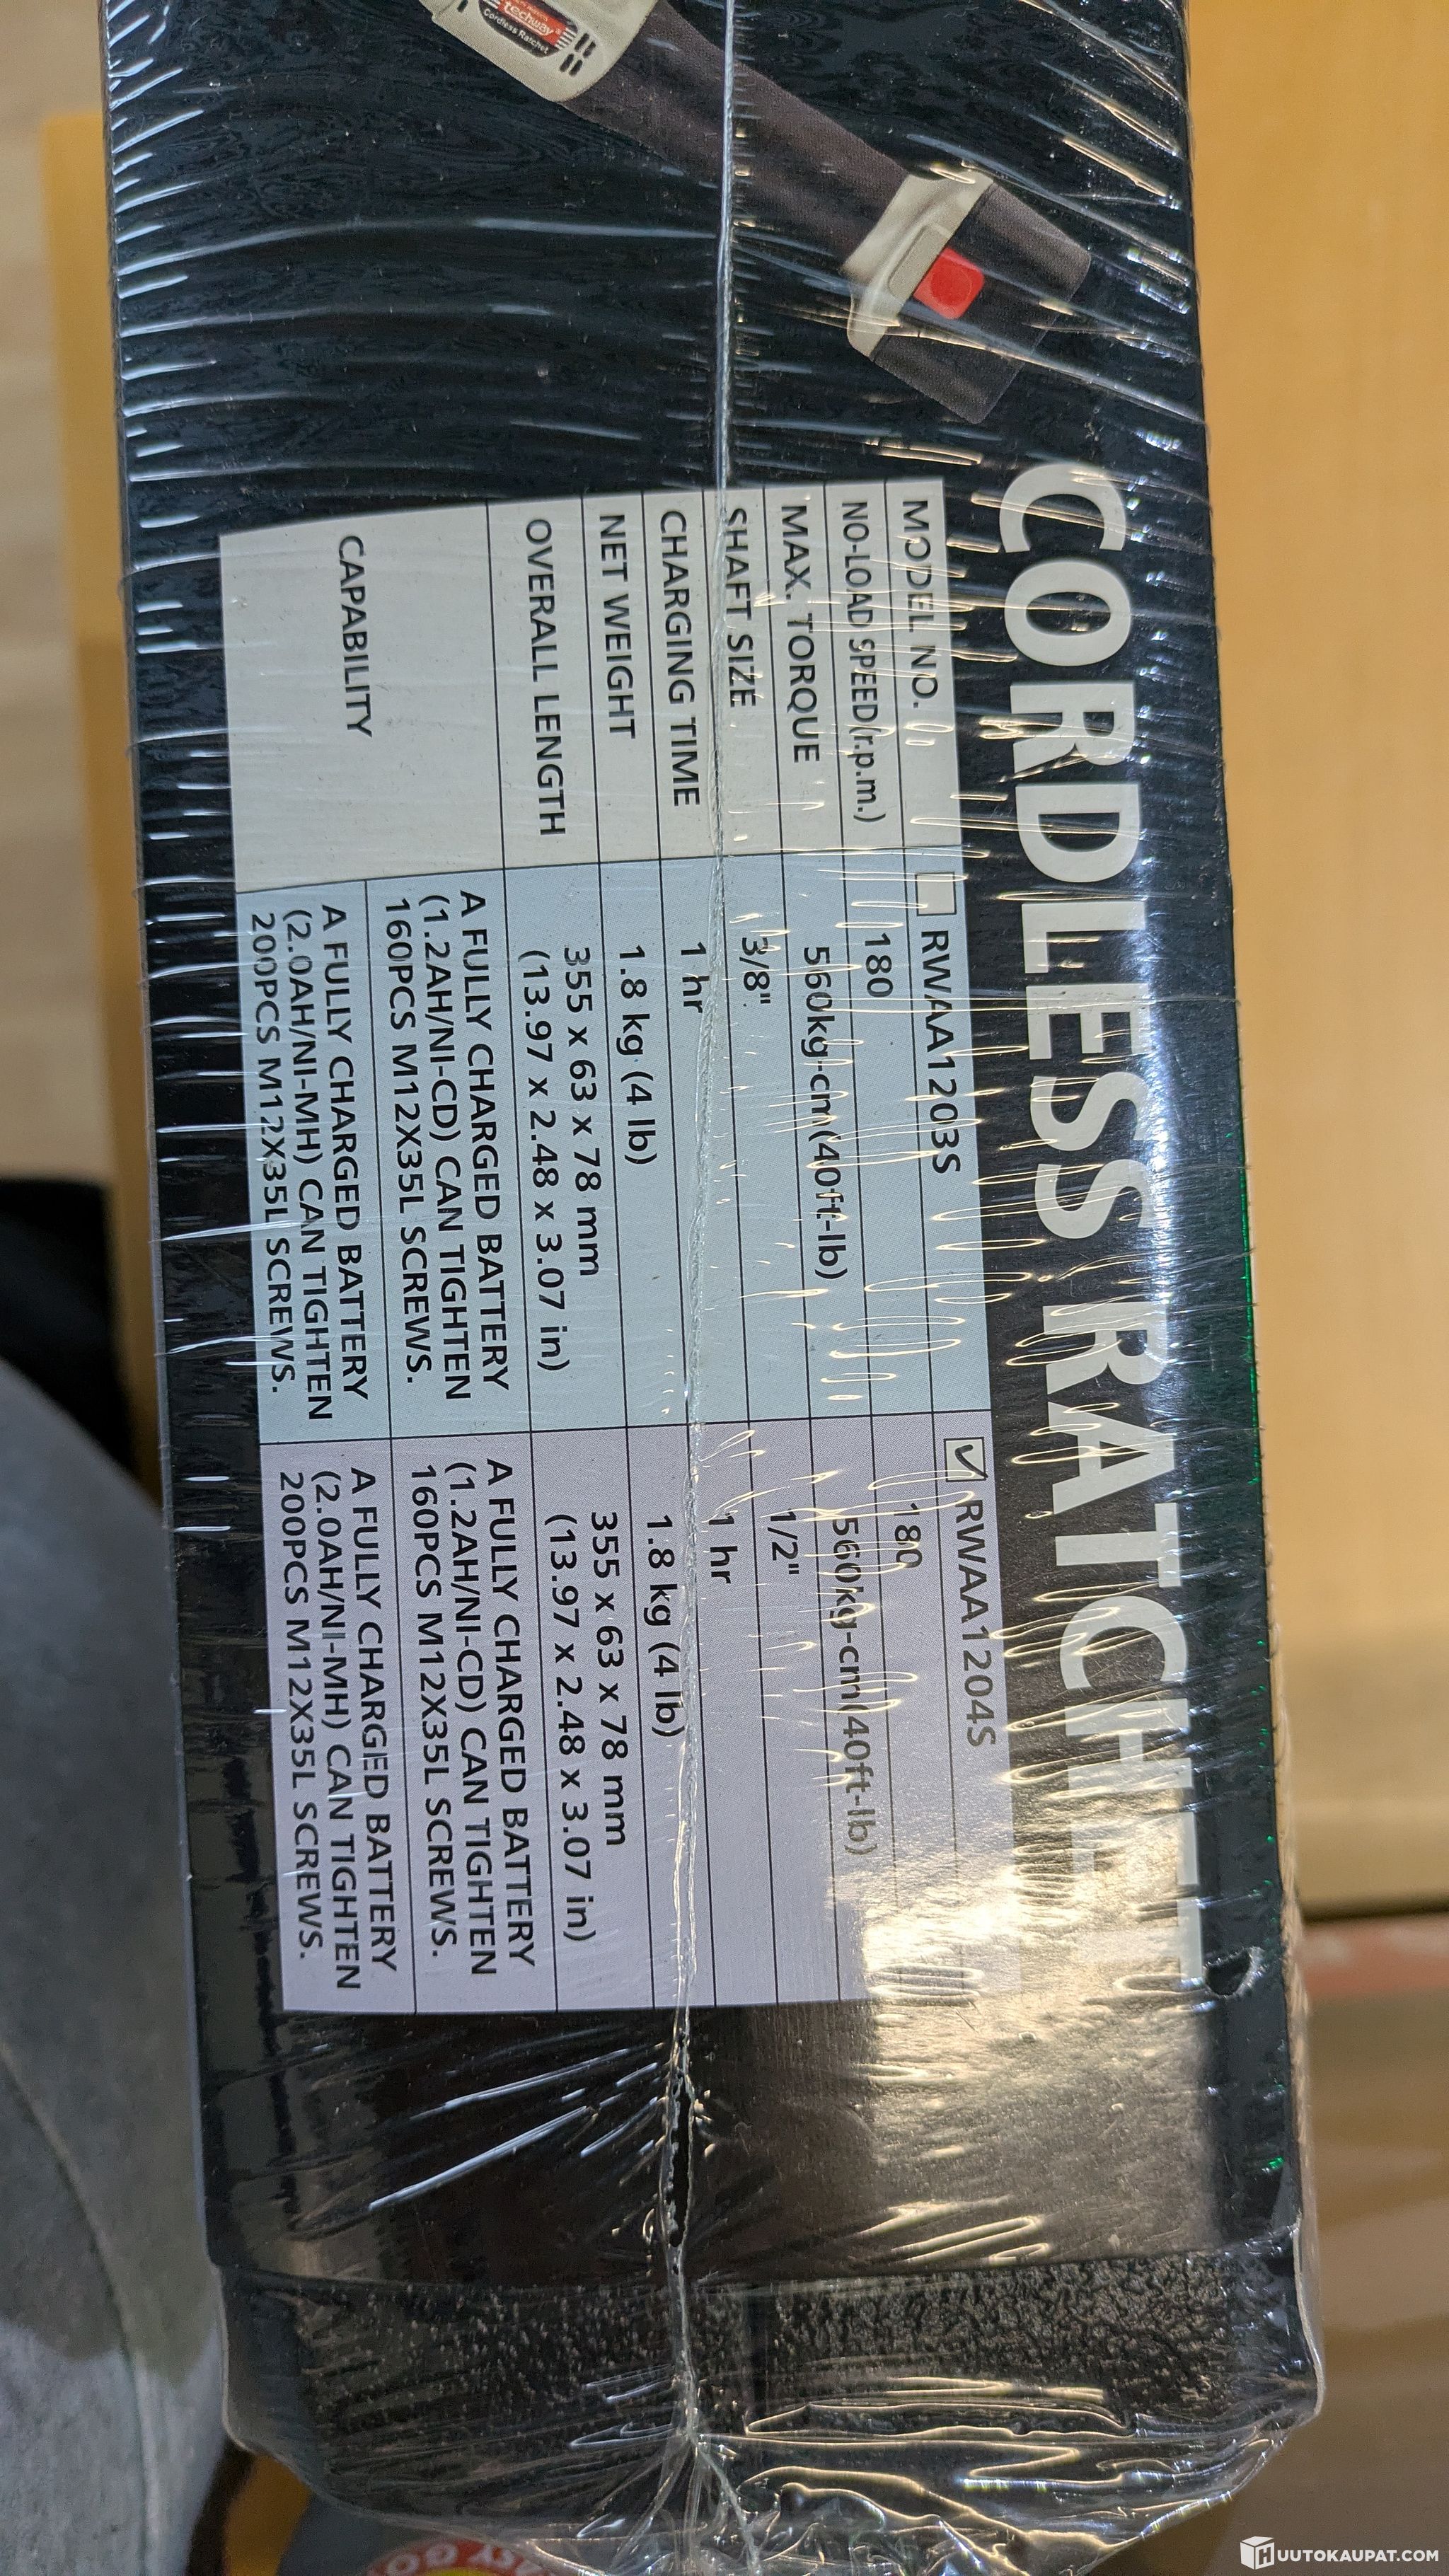 techway®
Cordless Ratchet
CORDLESS RATCHET
MODEL NO. ☐ RWAA1203S ☑ RWAA1204S
NO-LOAD SPEED(r.p.m.) 180 180
MAX. TORQUE 560kg-cm(40ft-lb) 560kg-cm(40ft-lb)
SHAFT SIZE 3/8" 1/2"
CHARGING TIME 1 hr 1 hr
NET WEIGHT 1.8 kg (4 lb) 1.8 kg (4 lb)
OVERALL LENGTH 355 x 63 x 78 mm 355 x 63 x 78 mm
(13.97 x 2.48 x 3.07 in) (13.97 x 2.48 x 3.07 in)
CAPABILITY
A FULLY CHARGED BATTERY A FULLY CHARGED BATTERY
(1.2AH/NI-CD) CAN TIGHTEN (1.2AH/NI-CD) CAN TIGHTEN
160PCS M12X35L SCREWS. 160PCS M12X35L SCREWS.
A FULLY CHARGED BATTERY A FULLY CHARGED BATTERY
(2.0AH/NI-MH) CAN TIGHTEN (2.0AH/NI-MH) CAN TIGHTEN
200PCS M12X35L SCREWS. 200PCS M12X35L SCREWS.
HUUTOKAUPAT.COM